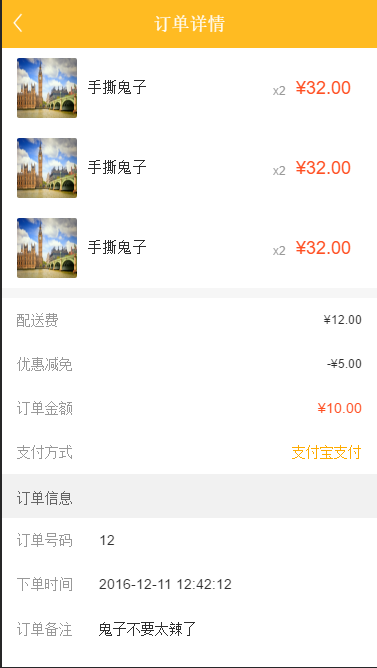 订单详情
手撕鬼子 x2 ¥32.00
手撕鬼子 x2 ¥32.00
手撕鬼子 x2 ¥32.00
配送费 ¥12.00
优惠减免 -¥5.00
订单金额 ¥10.00
支付方式 支付宝支付
订单信息
订单号码 12
下单时间 2016-12-11 12:42:12
订单备注 鬼子不要太辣了